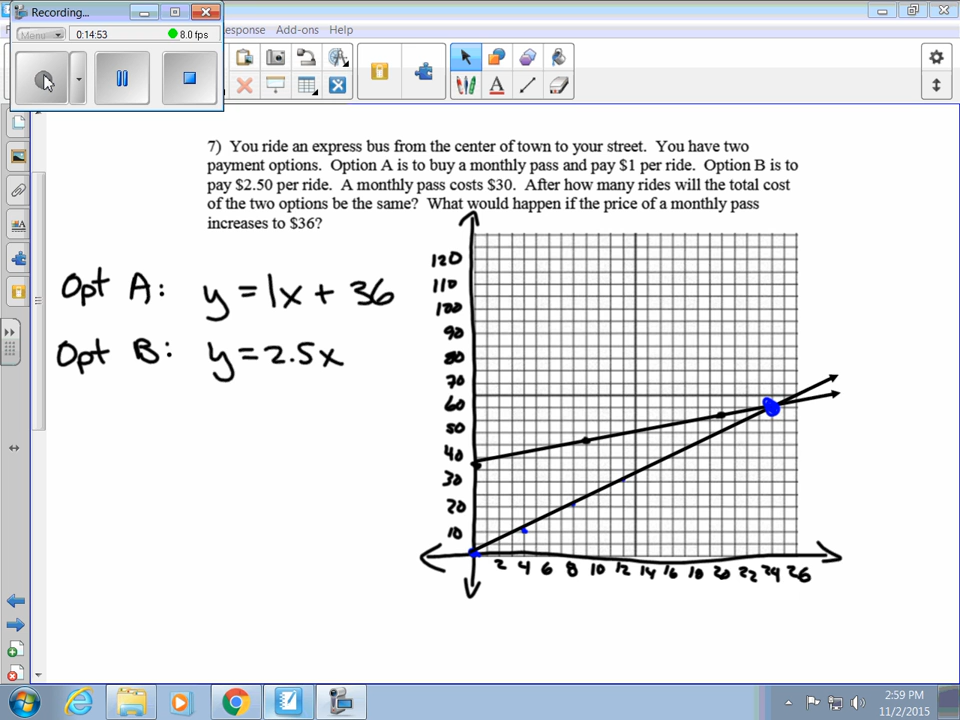 Recording...
Menu
0:14:53
8.0 fps
esponse Add-ons Help
7) You ride an express bus from the center of town to your street. You have two
payment options. Option A is to buy a monthly pass and pay $1 per ride. Option B is to
pay $2.50 per ride. A monthly pass costs $30. After how many rides will the total cost
of the two options be the same? What would happen if the price of a monthly pass
increases to $36?
Opt A: y = 1x + 36
Opt B: y = 2.5x
120
110
100
90
80
70
60
50
40
30
20
10
2 4 6 8 10 12 14 16 18 20 22 24 26
2:59 PM
11/2/2015